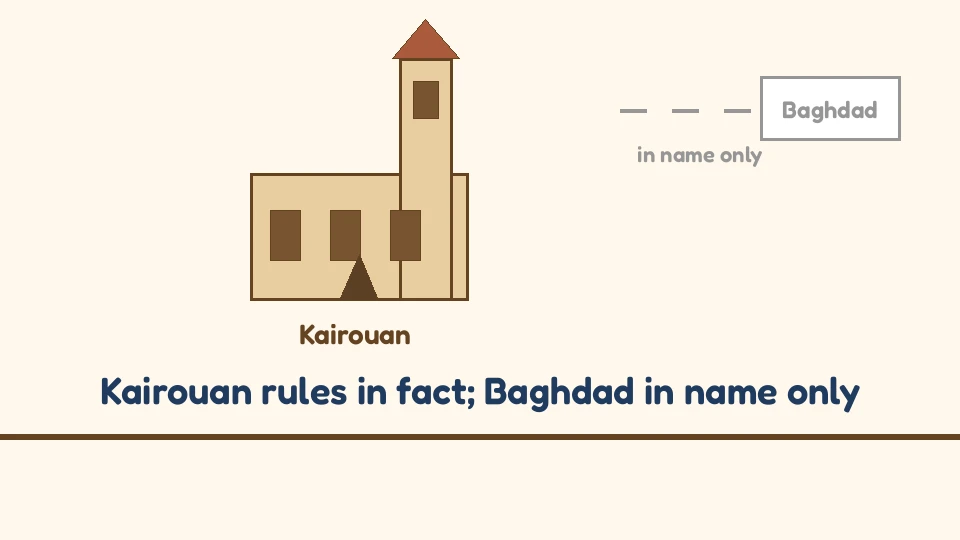 Baghdad
in name only
Kairouan
Kairouan rules in fact; Baghdad in name only